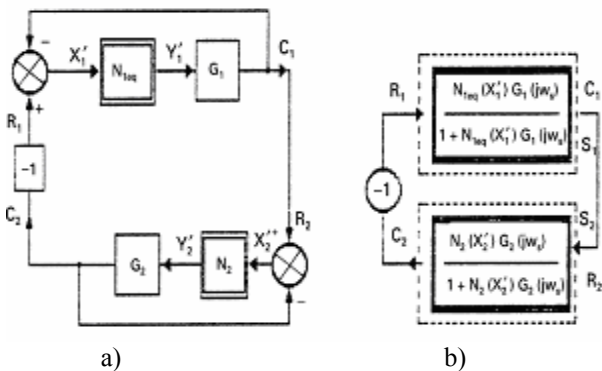 −
X₁′
Y₁′
C₁
N₁eq
G₁
+
R₁
−1
C₂
R₂
Y₂′
X₂′⁺
G₂
N₂
−
a)
R₁
N₁eq (X₁′) G₁ (jwₛ)
1 + N₁eq (X₁′) G₁ (jwₛ)
C₁
S₁
−1
C₂
S₂
N₂ (X₂′) G₂ (jwₛ)
1 + N₂ (X₂′) G₂ (jwₛ)
R₂
b)